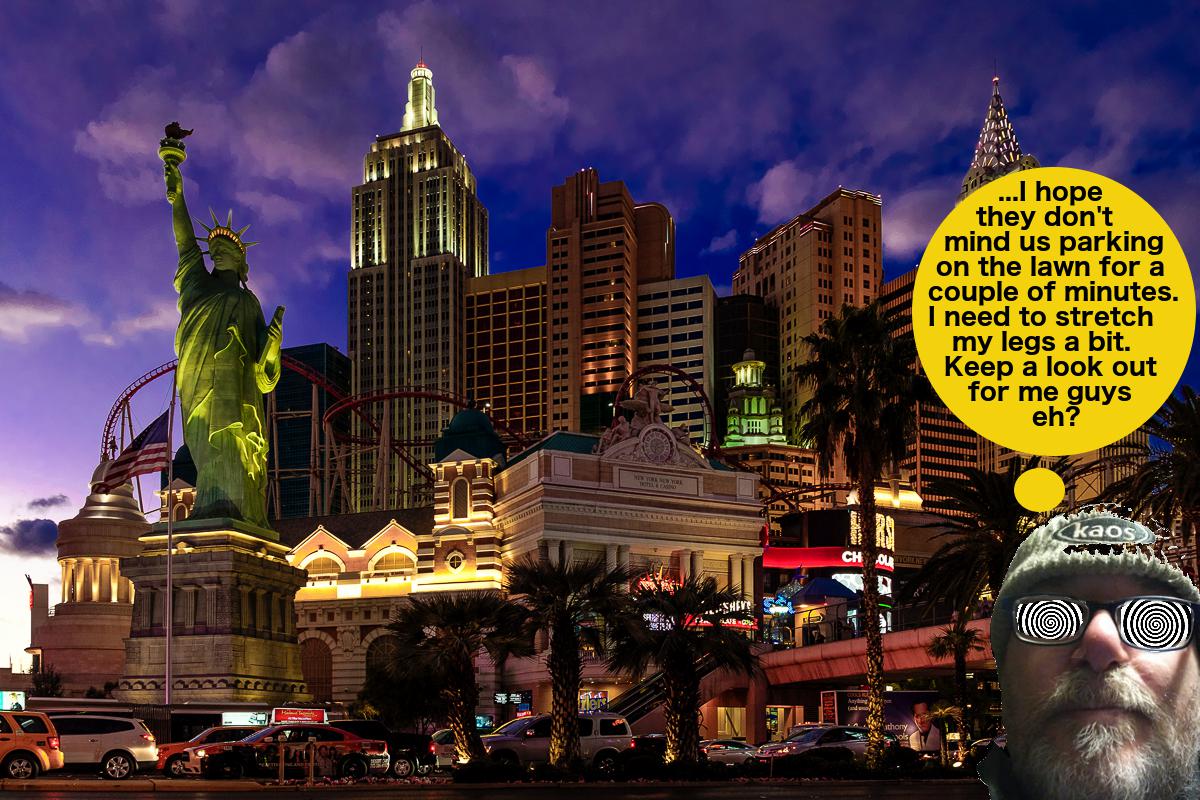 ...I hope
they don't
mind us parking
on the lawn for a
couple of minutes.
I need to stretch
my legs a bit.
Keep a look out
for me guys
eh?
kaos
NEW YORK NEW YORK
HOTEL & CASINO